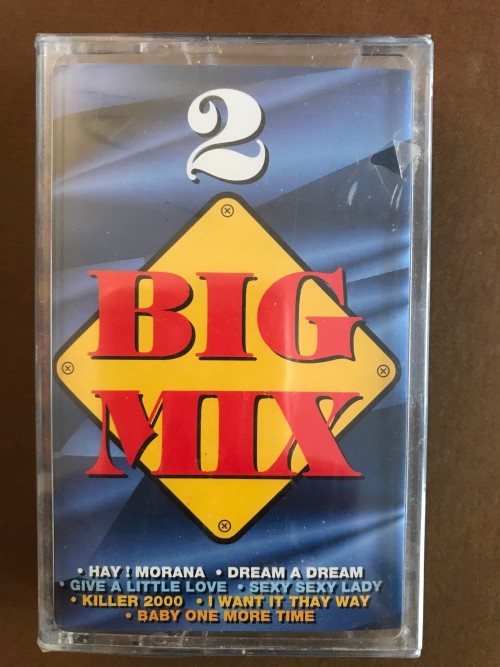 2
BIG
MIX
• HAY ! MORANA • DREAM A DREAM
• GIVE A LITTLE LOVE • SEXY SEXY LADY
• KILLER 2000 • I WANT IT THAY WAY
• BABY ONE MORE TIME